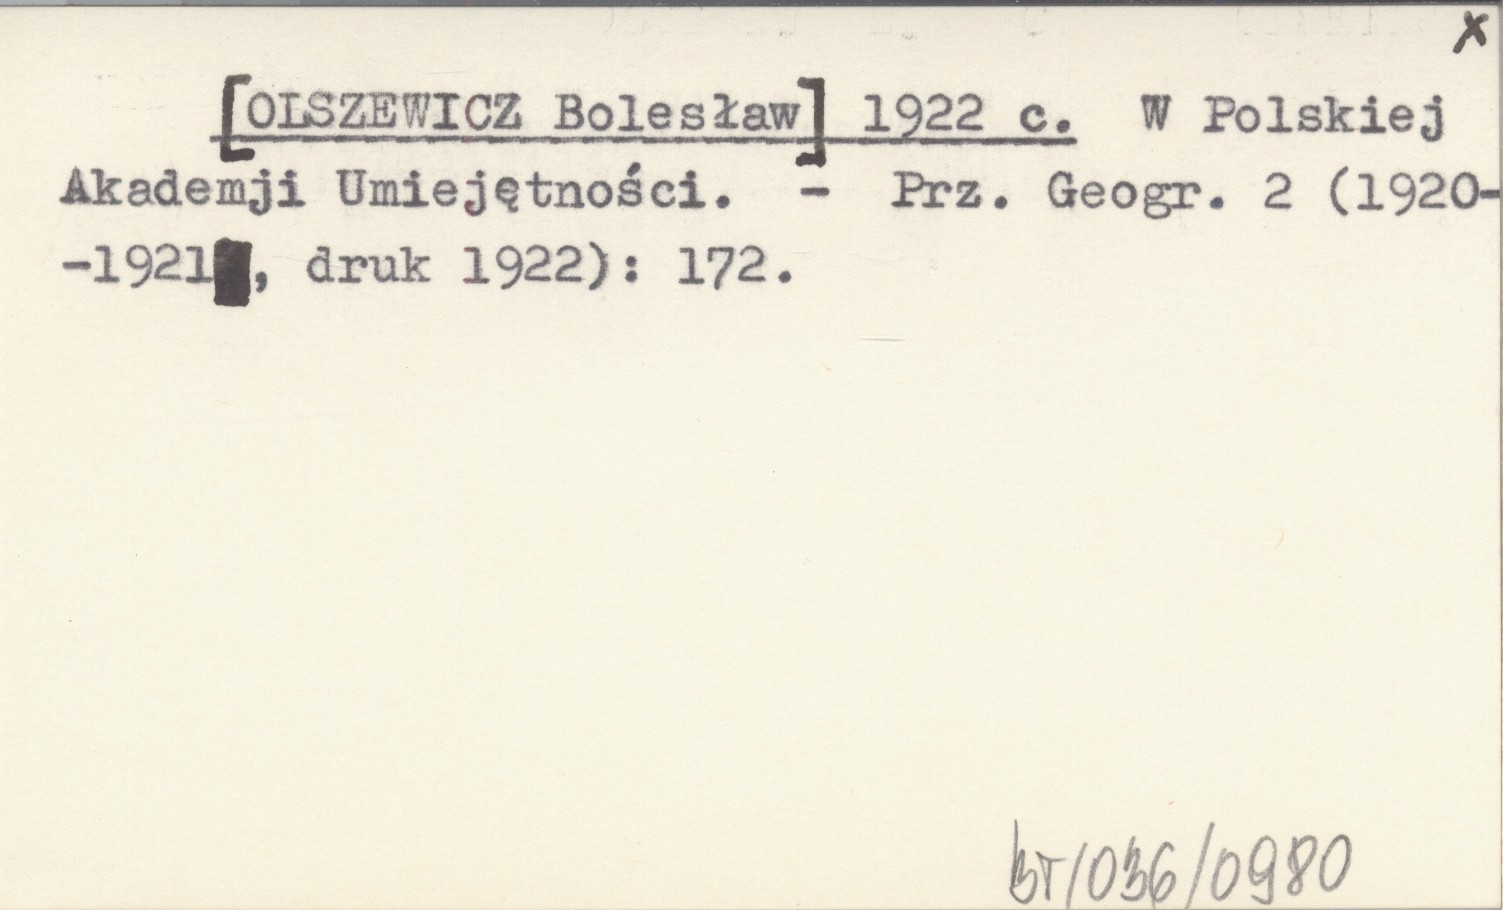 x
[OLSZEWICZ Bolesław] 1922 c. W Polskiej
Akademji Umiejętności. - Prz. Geogr. 2 (1920-
-1921, druk 1922): 172.
BT/036/0980